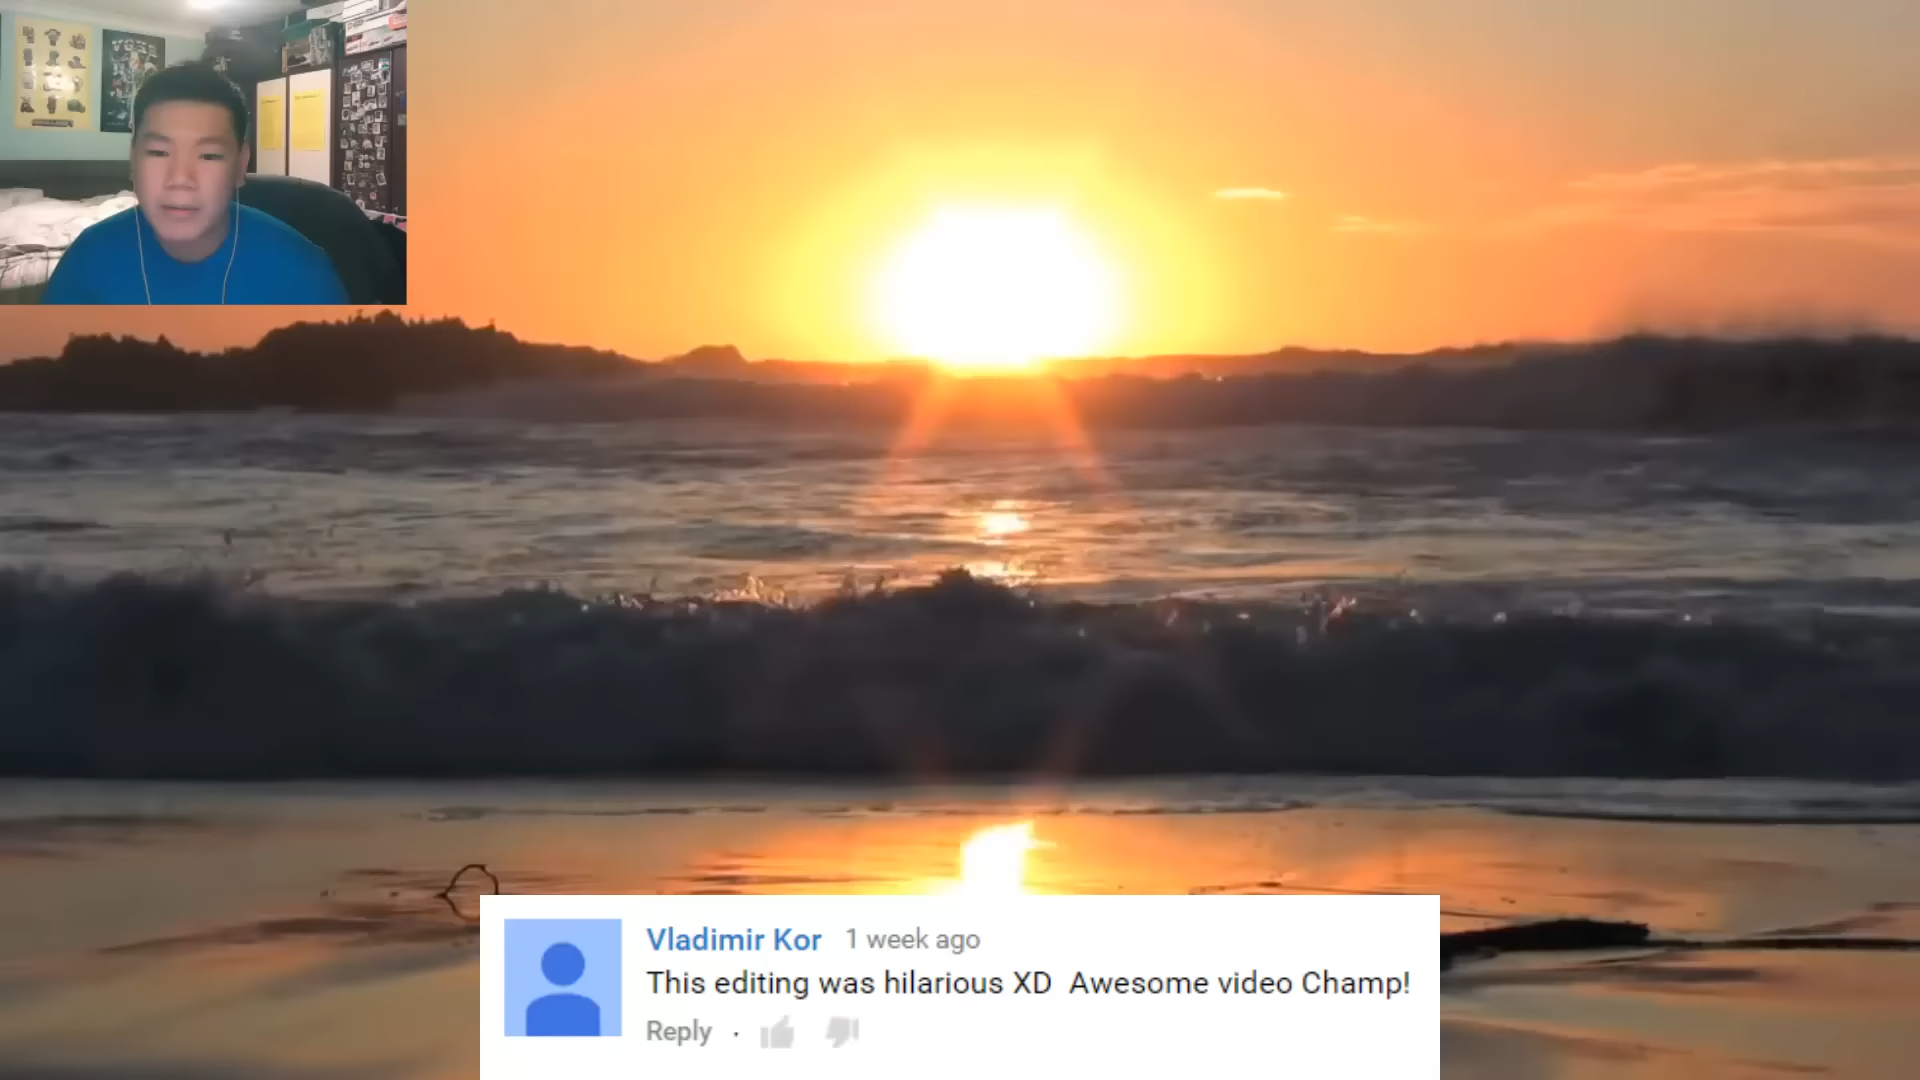 Vladimir Kor 1 week ago
This editing was hilarious XD  Awesome video Champ!
Reply ·